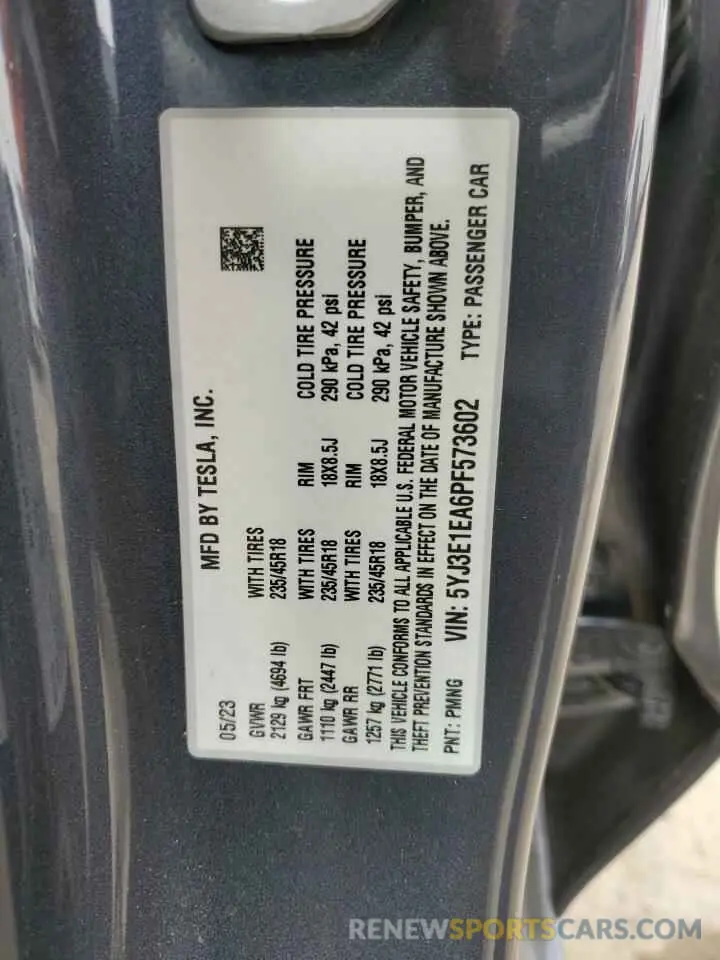 MFD BY TESLA, INC.
05/23
GVWR WITH TIRES
2129 kg (4694 lb) 235/45R18
GAWR FRT WITH TIRES RIM COLD TIRE PRESSURE
1110 kg (2447 lb) 235/45R18 18X8.5J 290 kPa, 42 psi
GAWR RR WITH TIRES RIM COLD TIRE PRESSURE
1257 kg (2771 lb) 235/45R18 18X8.5J 290 kPa, 42 psi
THIS VEHICLE CONFORMS TO ALL APPLICABLE U.S. FEDERAL MOTOR VEHICLE SAFETY, BUMPER, AND
THEFT PREVENTION STANDARDS IN EFFECT ON THE DATE OF MANUFACTURE SHOWN ABOVE.
PNT: PMNG VIN: 5YJ3E1EA6PF573602 TYPE: PASSENGER CAR
RENEWSPORTSCARS.COM